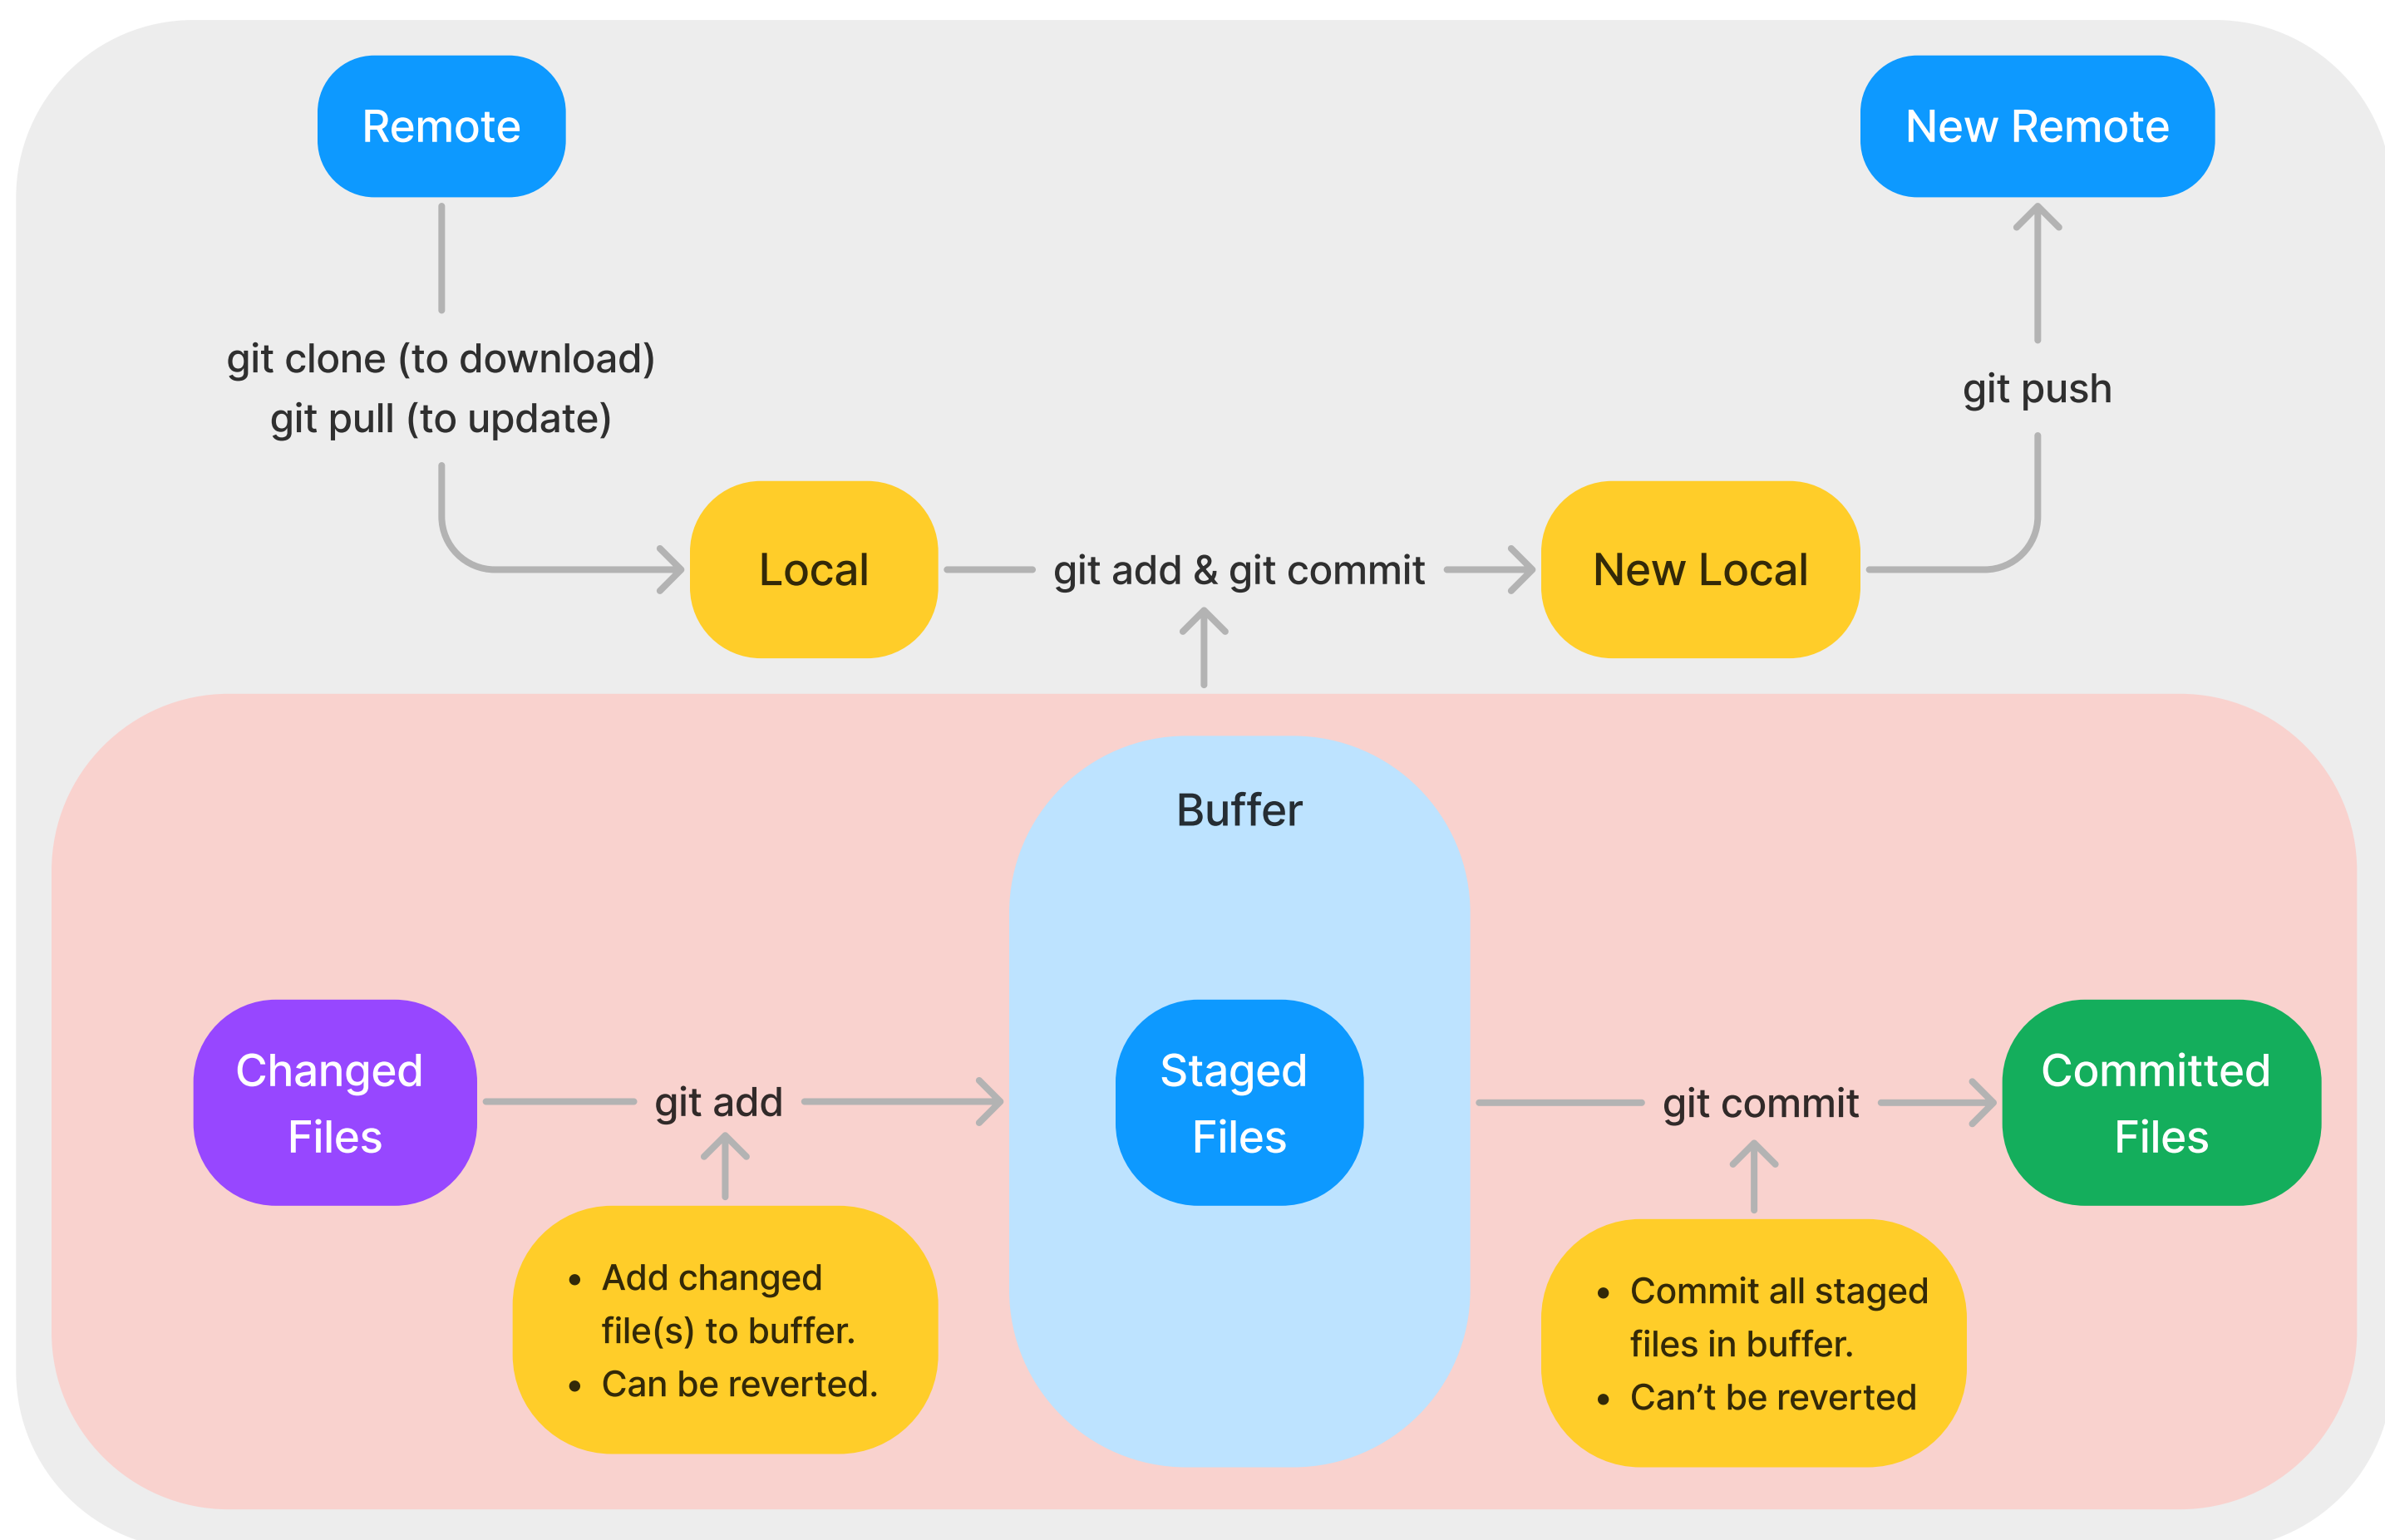 Remote
New Remote
git clone (to download)
git pull (to update)
git push
Local
git add & git commit
New Local
Buffer
Changed
Files
git add
Staged
Files
git commit
Committed
Files
• Add changed
file(s) to buffer.
• Can be reverted.
• Commit all staged
files in buffer.
• Can’t be reverted